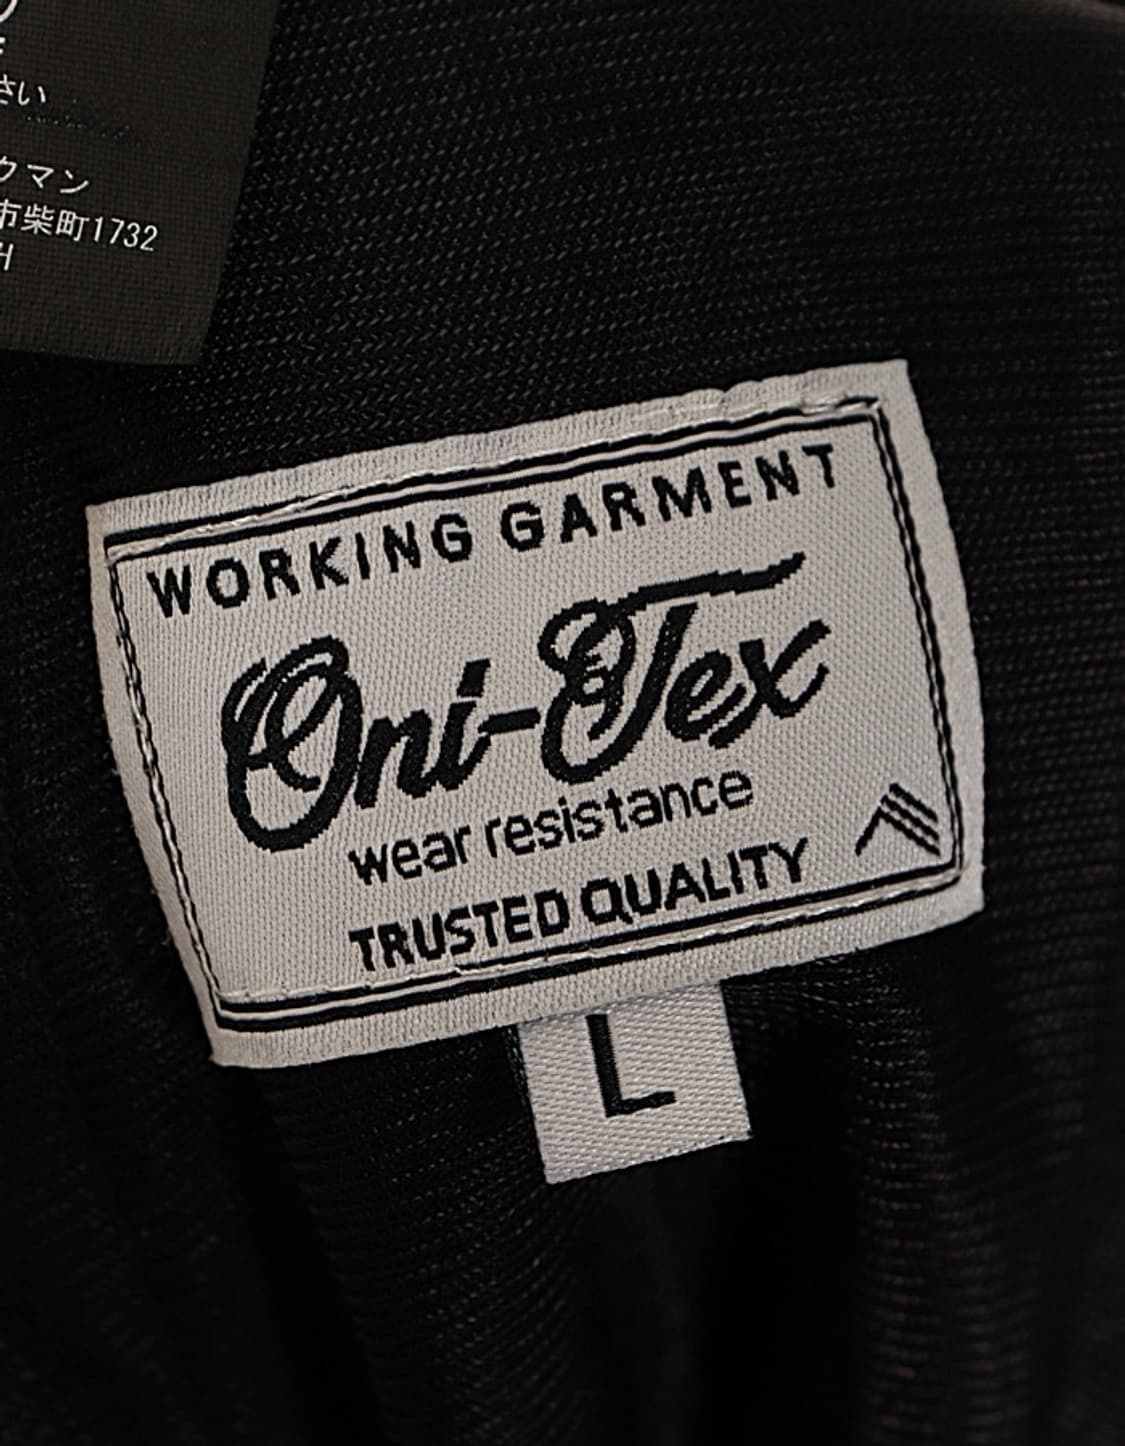 さい
クマン
市柴町1732
WORKING GARMENT
Oni-Tex
wear resistance
TRUSTED QUALITY
L